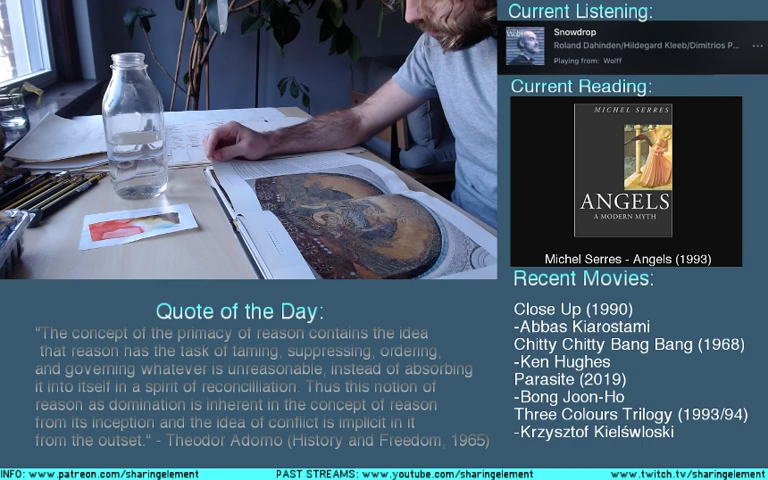 Current Listening:
Snowdrop
Roland Dahinden/Hildegard Kleeb/Dimitrios P...
Playing from: Wolff
Current Reading:
MICHEL SERRES
ANGELS
A MODERN MYTH
Michel Serres - Angels (1993)
Recent Movies:
Close Up (1990)
-Abbas Kiarostami
Chitty Chitty Bang Bang (1968)
-Ken Hughes
Parasite (2019)
-Bong Joon-Ho
Three Colours Trilogy (1993/94)
-Krzysztof Kielśwloski
Quote of the Day:
"The concept of the primacy of reason contains the idea
that reason has the task of taming, suppressing, ordering,
and governing whatever is unreasonable, instead of absorbing
it into itself in a spirit of reconcilliation. Thus this notion of
reason as domination is inherent in the concept of reason
from its inception and the idea of conflict is implicit in it
from the outset." - Theodor Adorno (History and Freedom, 1965)
INFO: www.patreon.com/sharingelement
PAST STREAMS: www.youtube.com/sharingelement
www.twitch.tv/sharingelement